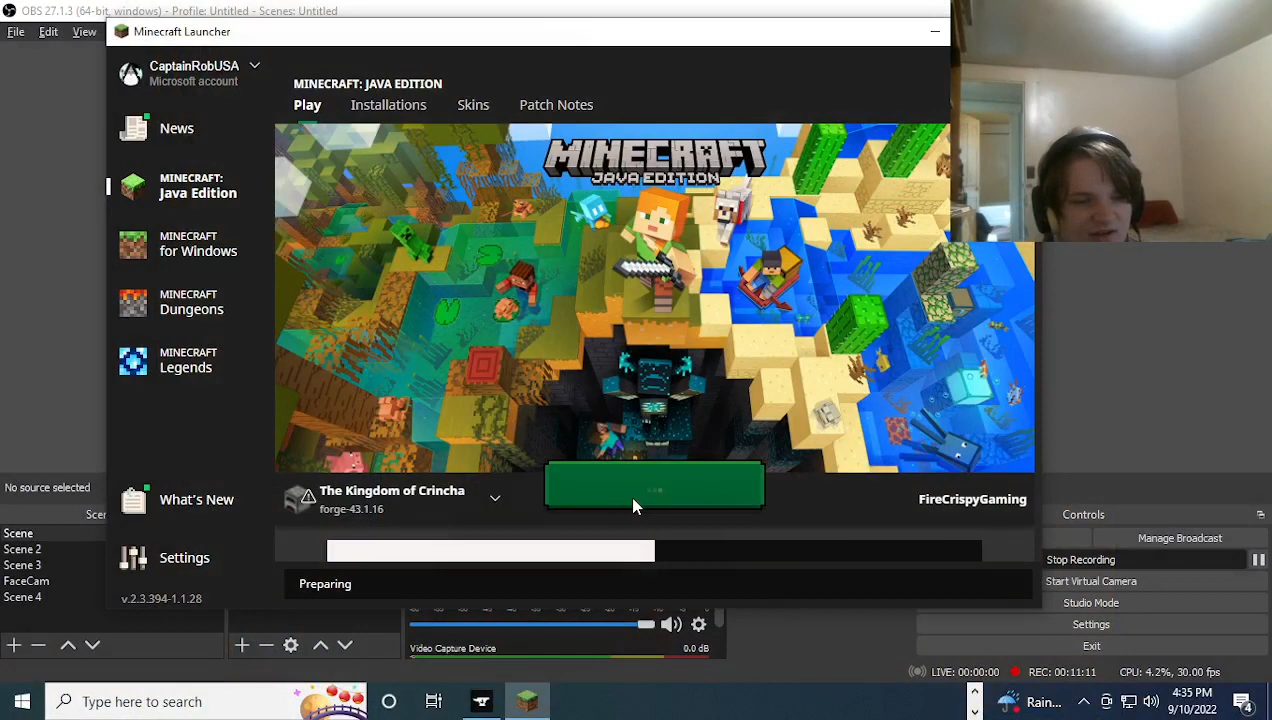 OBS 27.1.3 (64-bit, windows) - Profile: Untitled - Scenes: Untitled
File Edit View
Minecraft Launcher
CaptainRobUSA
Microsoft account
News
MINECRAFT:
Java Edition
MINECRAFT
for Windows
MINECRAFT
Dungeons
MINECRAFT
Legends
What's New
Settings
v.2.3.394-1.1.28
MINECRAFT: JAVA EDITION
Play Installations Skins Patch Notes
MINECRAFT
JAVA EDITION
The Kingdom of Crincha
forge-43.1.16
FireCrispyGaming
Preparing
No source selected
Scene
Scene 2
Scene 3
FaceCam
Scene 4
Video Capture Device 0.0 dB
Controls
Manage Broadcast
Stop Recording
Start Virtual Camera
Studio Mode
Settings
Exit
LIVE: 00:00:00 REC: 00:11:11 CPU: 4.2%, 30.00 fps
Type here to search
Rain...
4:35 PM
9/10/2022
4